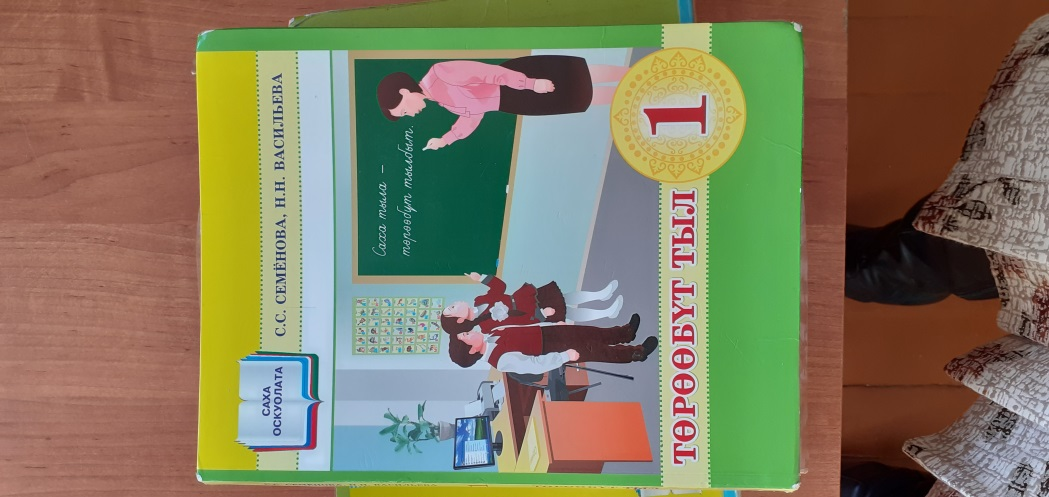 С.С. СЕМЁНОВА, Н.Н. ВАСИЛЬЕВА
САХА
ОСКУОЛАТА
Саха тыла –
төрөөбүт тылбыт.
ТӨРӨӨБҮТ ТЫЛ
1